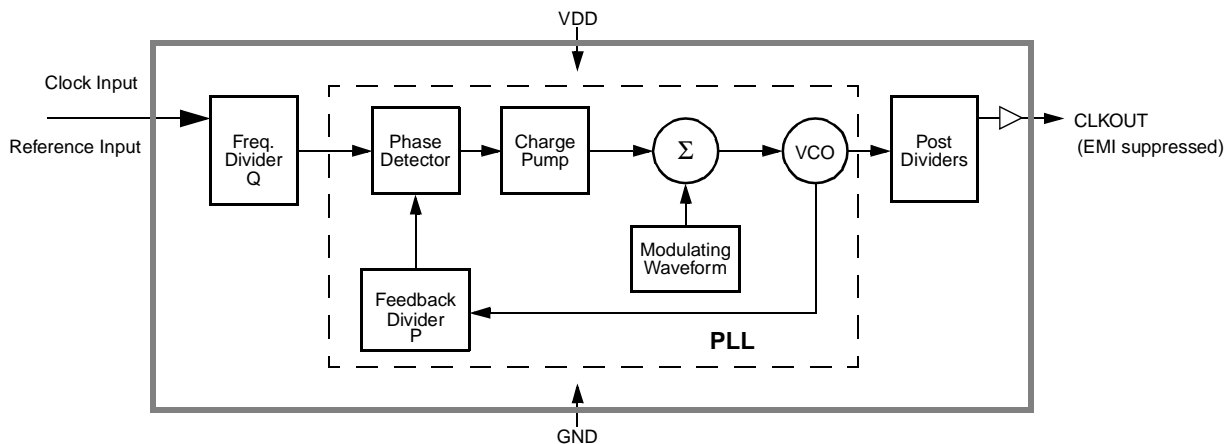 VDD
Clock Input
Reference Input
Freq.
Divider
Q
Phase
Detector
Charge
Pump
Σ
VCO
Post
Dividers
CLKOUT
(EMI suppressed)
Modulating
Waveform
Feedback
Divider
P
PLL
GND